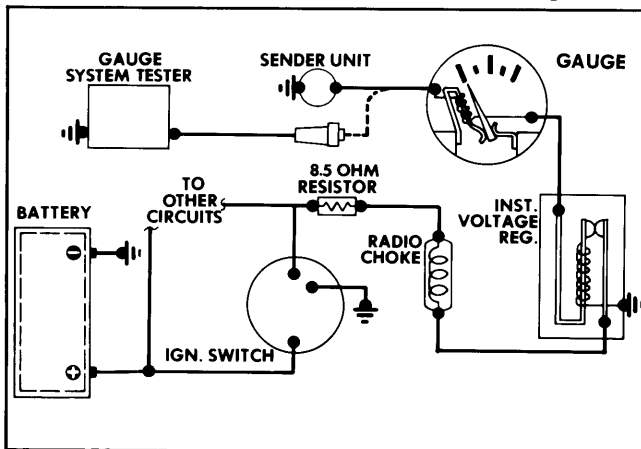 GAUGE
SYSTEM TESTER
SENDER UNIT
GAUGE
8.5 OHM
RESISTOR
TO
OTHER
CIRCUITS
BATTERY
INST.
VOLTAGE
REG.
RADIO
CHOKE
IGN. SWITCH